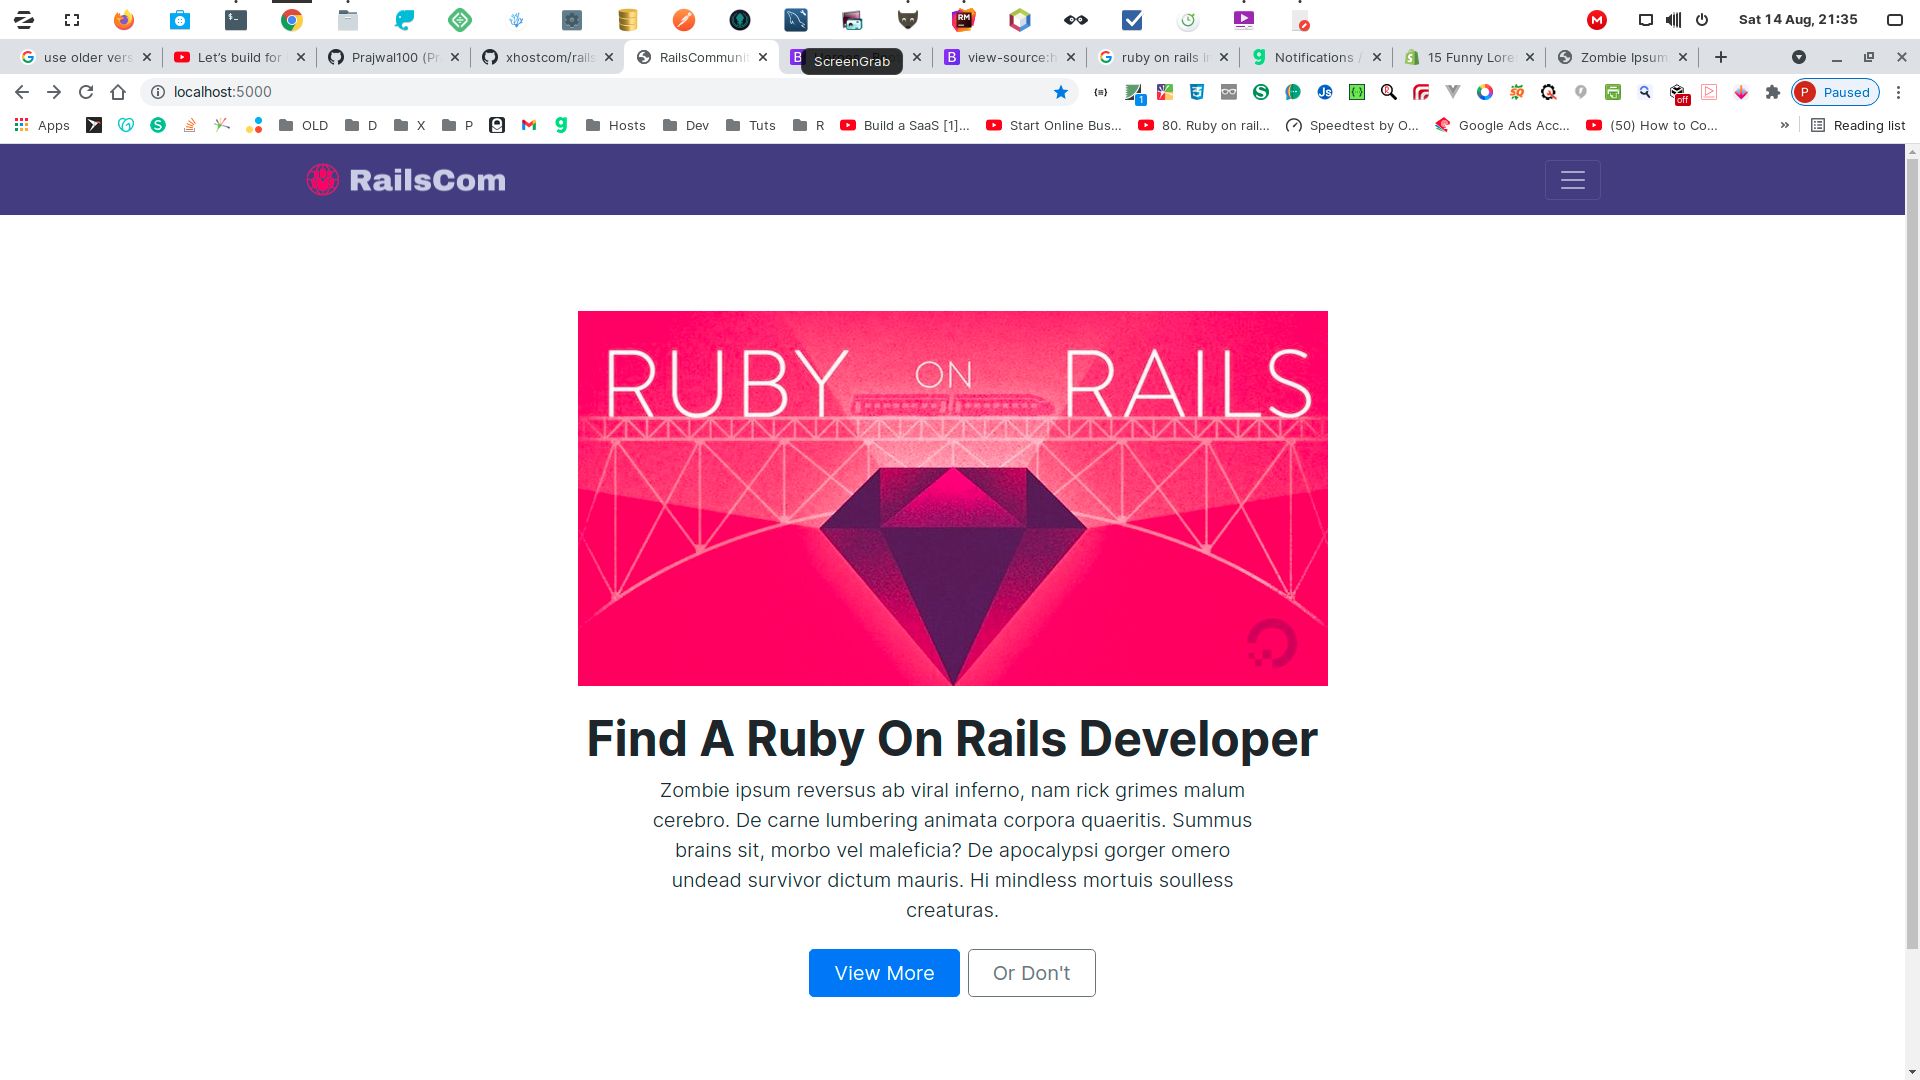 Sat 14 Aug, 21:35
use older vers
Let's build for
Prajwal100 (Pr
xhostcom/rails
RailsCommunit
ScreenGrab
view-source:h
ruby on rails in
Notifications /
15 Funny Lore
Zombie Ipsum
localhost:5000
1
off
P Paused
Apps
OLD
D
X
P
Hosts
Dev
Tuts
R
Build a SaaS [1]...
Start Online Bus...
80. Ruby on rail...
Speedtest by O...
Google Ads Acc...
(50) How to Co...
»
Reading list
RailsCom
RUBY ON RAILS
Find A Ruby On Rails Developer
Zombie ipsum reversus ab viral inferno, nam rick grimes malum
cerebro. De carne lumbering animata corpora quaeritis. Summus
brains sit, morbo vel maleficia? De apocalypsi gorger omero
undead survivor dictum mauris. Hi mindless mortuis soulless
creaturas.
View More
Or Don't